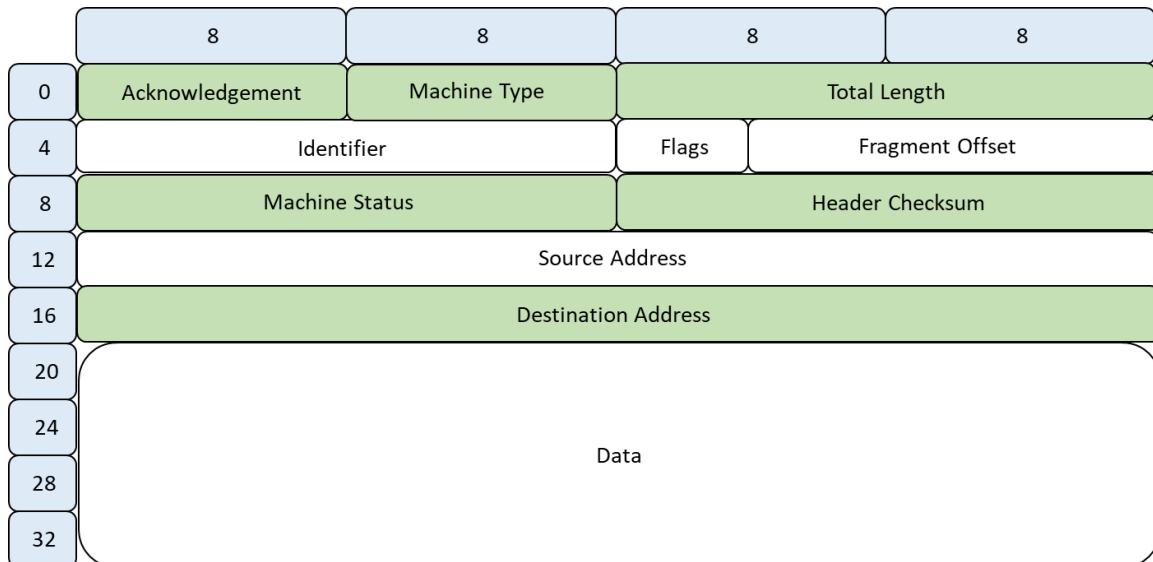 8 8 8 8
0 Acknowledgement Machine Type Total Length
4 Identifier Flags Fragment Offset
8 Machine Status Header Checksum
12 Source Address
16 Destination Address
20
24
Data
28
32